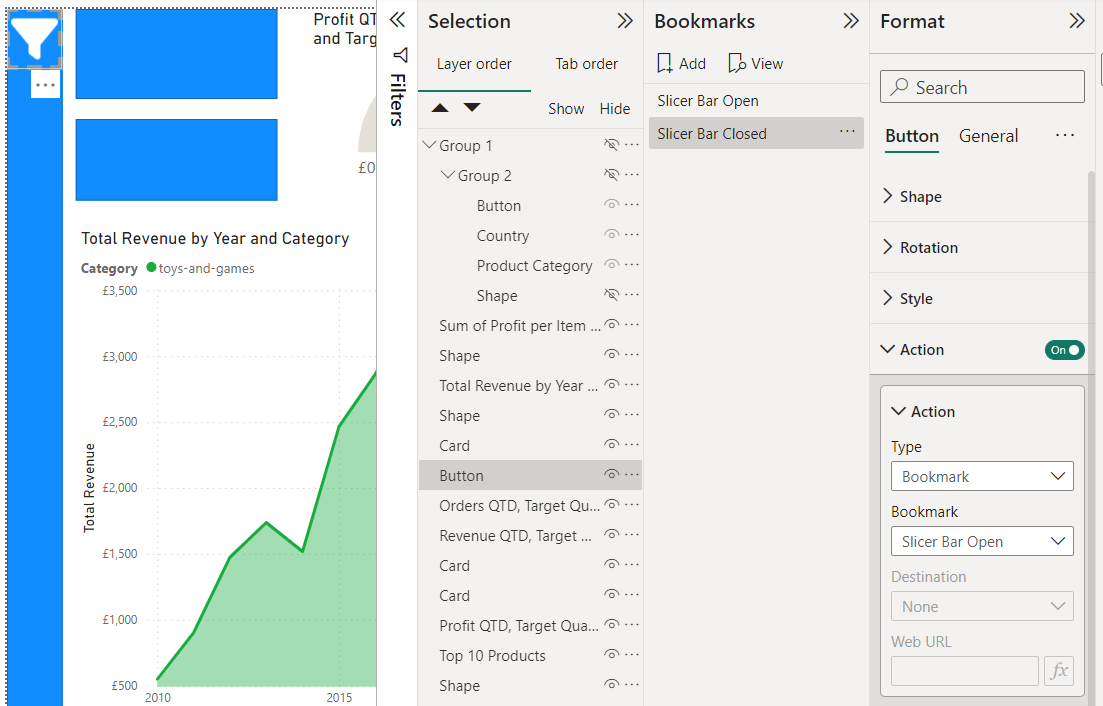 Profit QT
and Targ
£0
Total Revenue by Year and Category
Category toys-and-games
£3,500
£3,000
£2,500
£2,000
£1,500
£1,000
£500
Total Revenue
2010
2015
Filters
Selection
Layer order
Tab order
Show
Hide
Group 1
Group 2
Button
Country
Product Category
Shape
Sum of Profit per Item ...
Shape
Total Revenue by Year ...
Shape
Card
Button
Orders QTD, Target Qu...
Revenue QTD, Target ...
Card
Card
Profit QTD, Target Qua...
Top 10 Products
Shape
Bookmarks
Add
View
Slicer Bar Open
Slicer Bar Closed
Format
Search
Button
General
Shape
Rotation
Style
Action
On
Action
Type
Bookmark
Bookmark
Slicer Bar Open
Destination
None
Web URL
fx